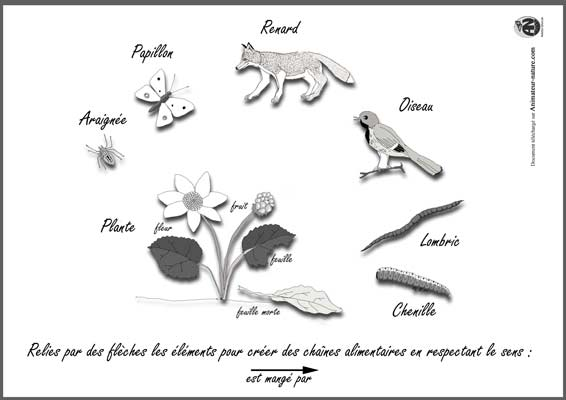 Renard
Papillon
Araignée
Oiseau
Plante
fleur
fruit
feuille
feuille morte
Lombric
Chenille
Relies par des flèches les éléments pour créer des chaînes alimentaires en respectant le sens :
est mangé par
Document téléchargé sur Animateur-nature.com
AN